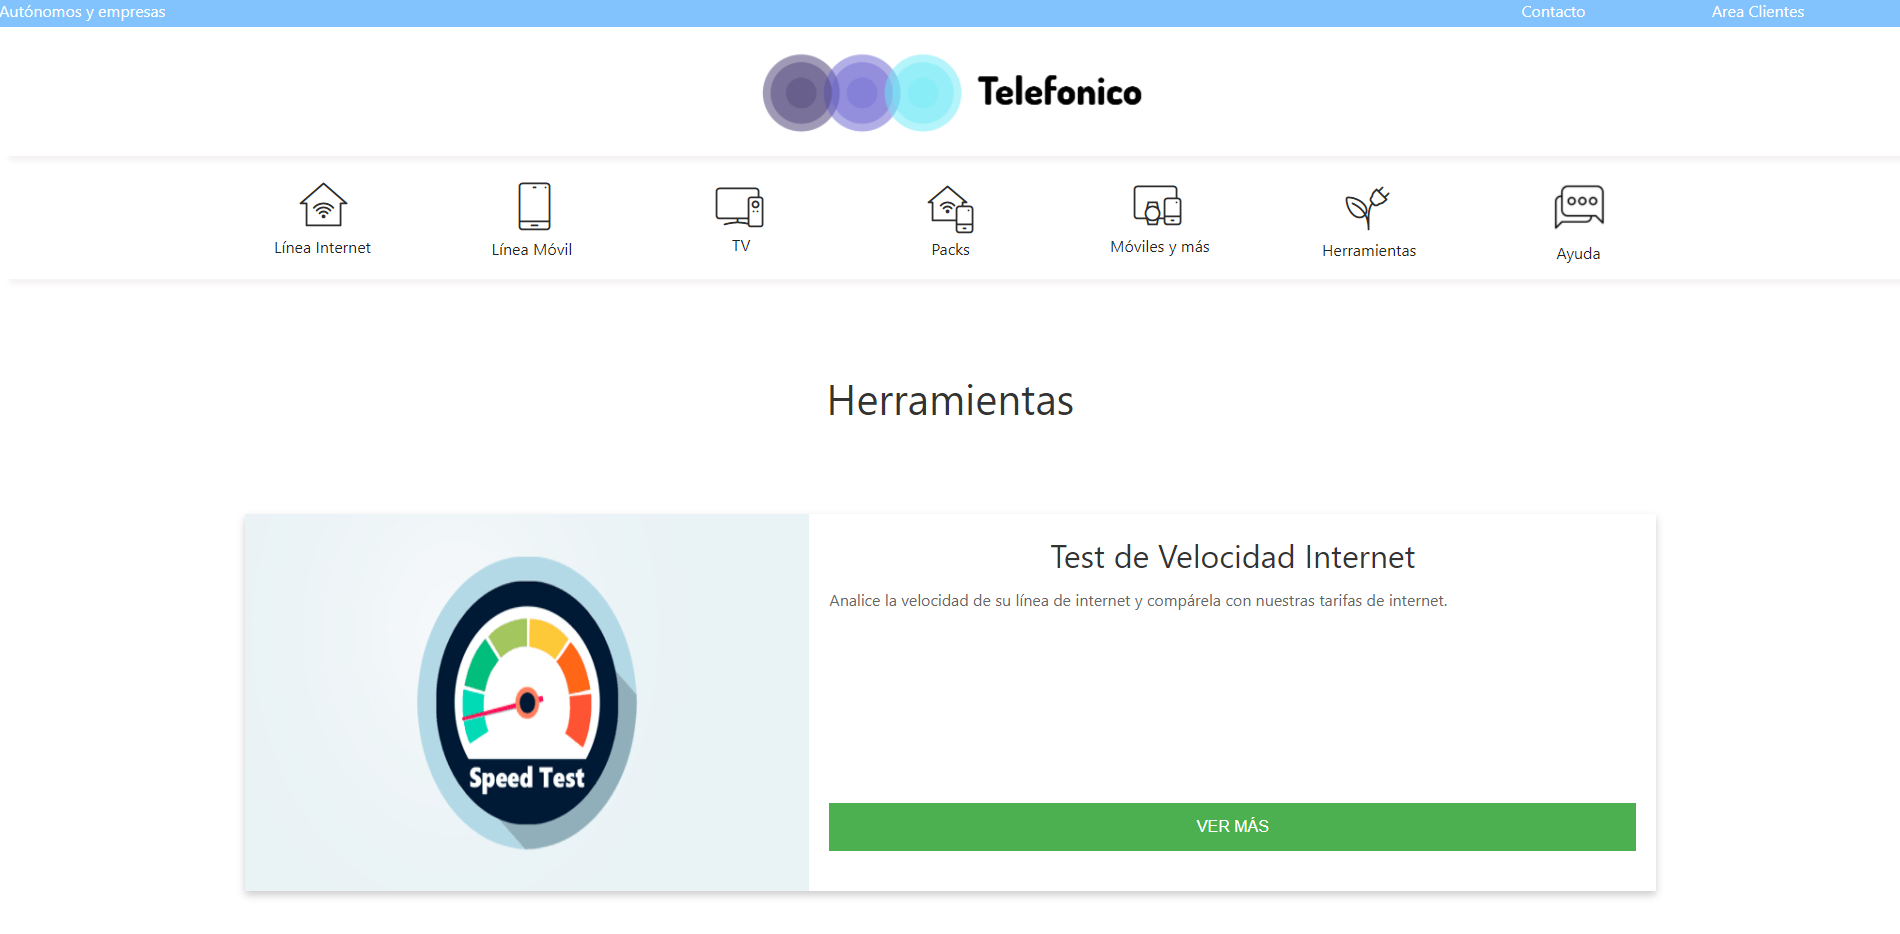 Autónomos y empresas
Contacto
Area Clientes
Telefonico
Línea Internet
Línea Móvil
TV
Packs
Móviles y más
Herramientas
Ayuda
Herramientas
Test de Velocidad Internet
Analice la velocidad de su línea de internet y compárela con nuestras tarifas de internet.
Speed Test
VER MÁS